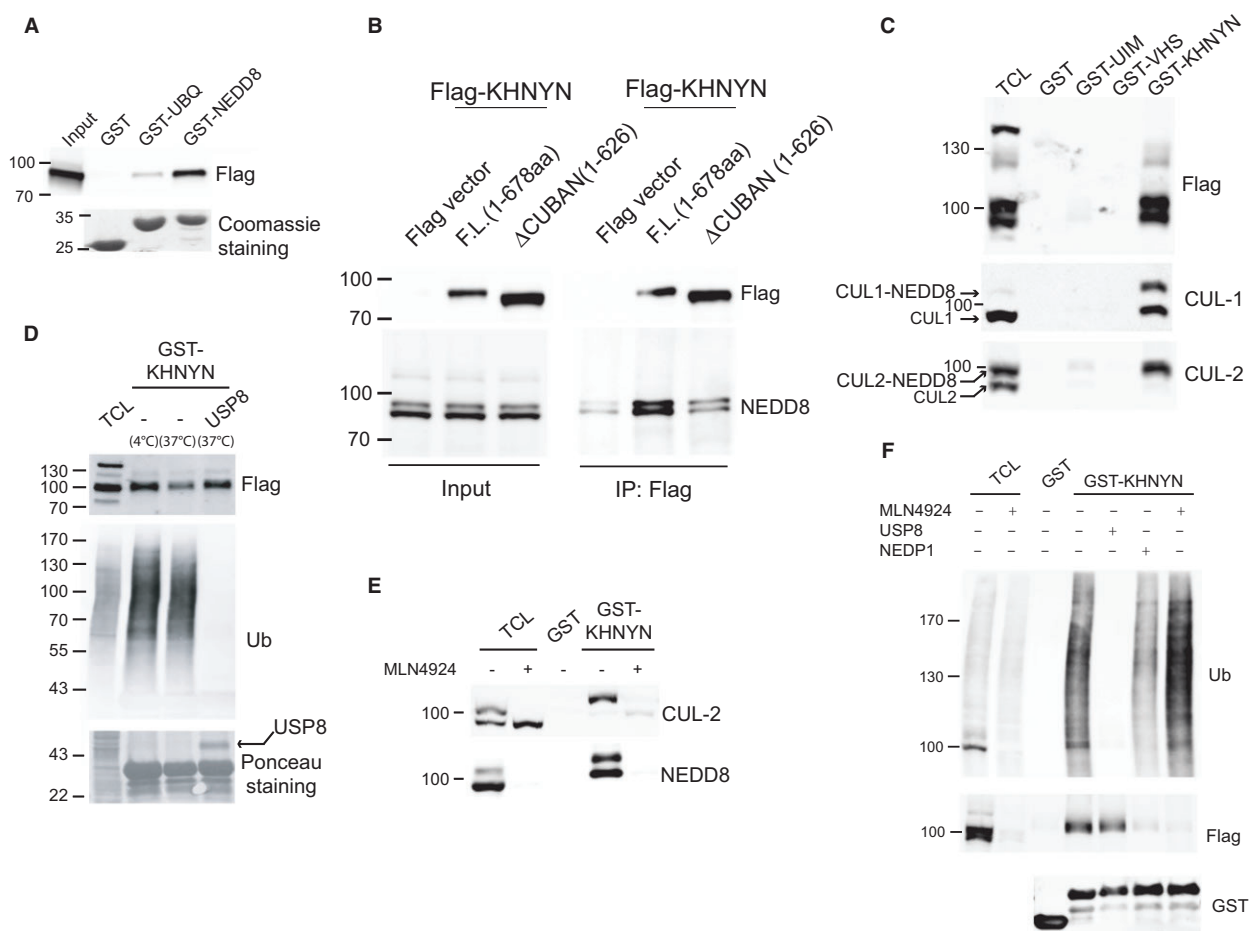 A
Input
GST
GST-UBQ
GST-NEDD8
100
70
Flag
35
25
Coomassie
staining
B
Flag-KHNYN
Flag-KHNYN
Flag vector
F.L.(1-678aa)
ΔCUBAN(1-626)
Flag vector
F.L.(1-678aa)
ΔCUBAN (1-626)
100
70
Flag
100
70
NEDD8
Input
IP: Flag
C
TCL
GST
GST-UIM
GST-VHS
GST-KHNYN
130
100
Flag
CUL1-NEDD8
100
CUL1
CUL-1
100
CUL2-NEDD8
CUL2
CUL-2
D
GST-
KHNYN
TCL
-
-
USP8
(4°C)(37°C)(37°C)
130
100
70
Flag
170
130
100
70
55
43
Ub
USP8
43
22
Ponceau
staining
E
TCL
GST
GST-
KHNYN
MLN4924 - + - - +
100
CUL-2
100
NEDD8
F
TCL
GST
GST-KHNYN
MLN4924 – + – – – – +
USP8 – – – – + – –
NEDP1 – – – – – + –
170
130
100
Ub
100
Flag
GST